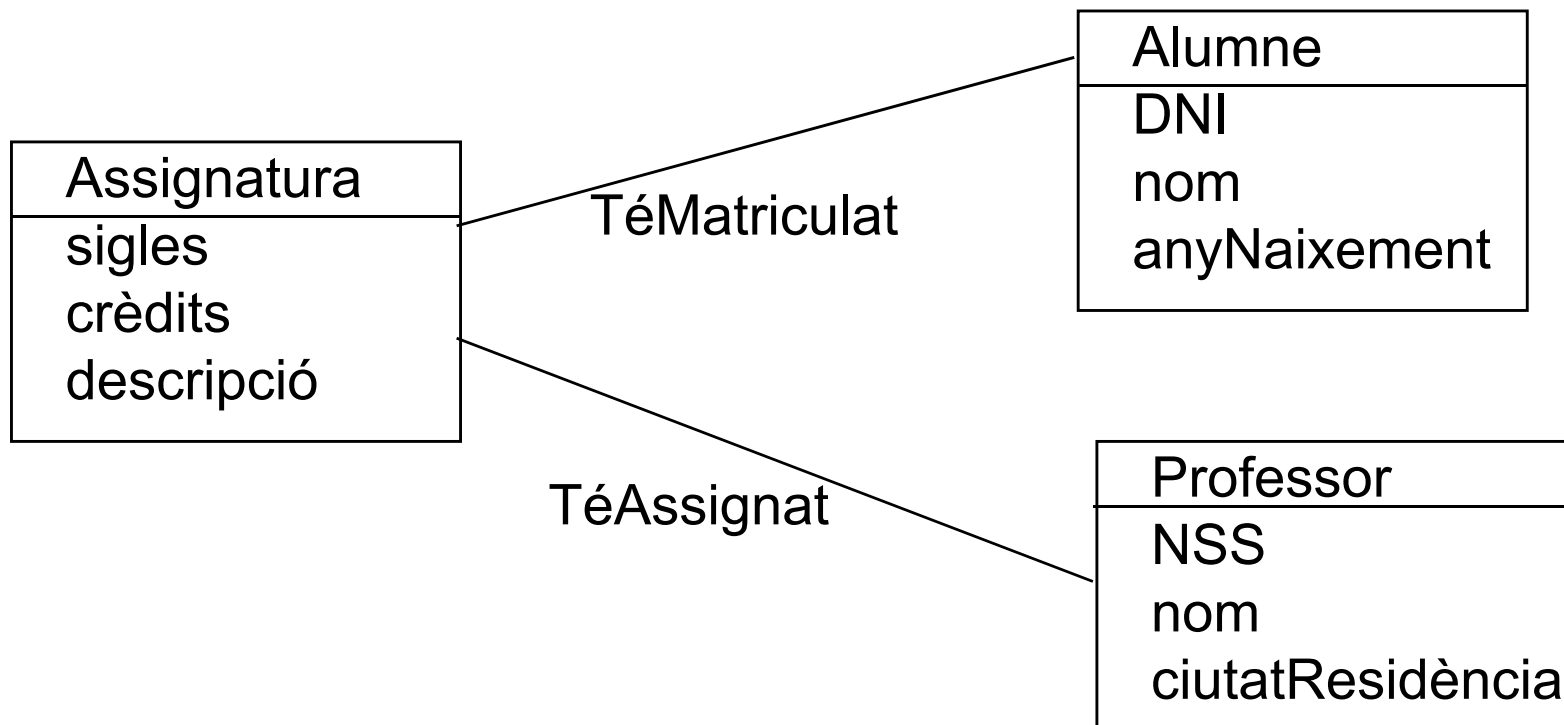 Alumne
DNI
nom
anyNaixement
Assignatura
sigles
crèdits
descripció
TéMatriculat
TéAssignat
Professor
NSS
nom
ciutatResidència